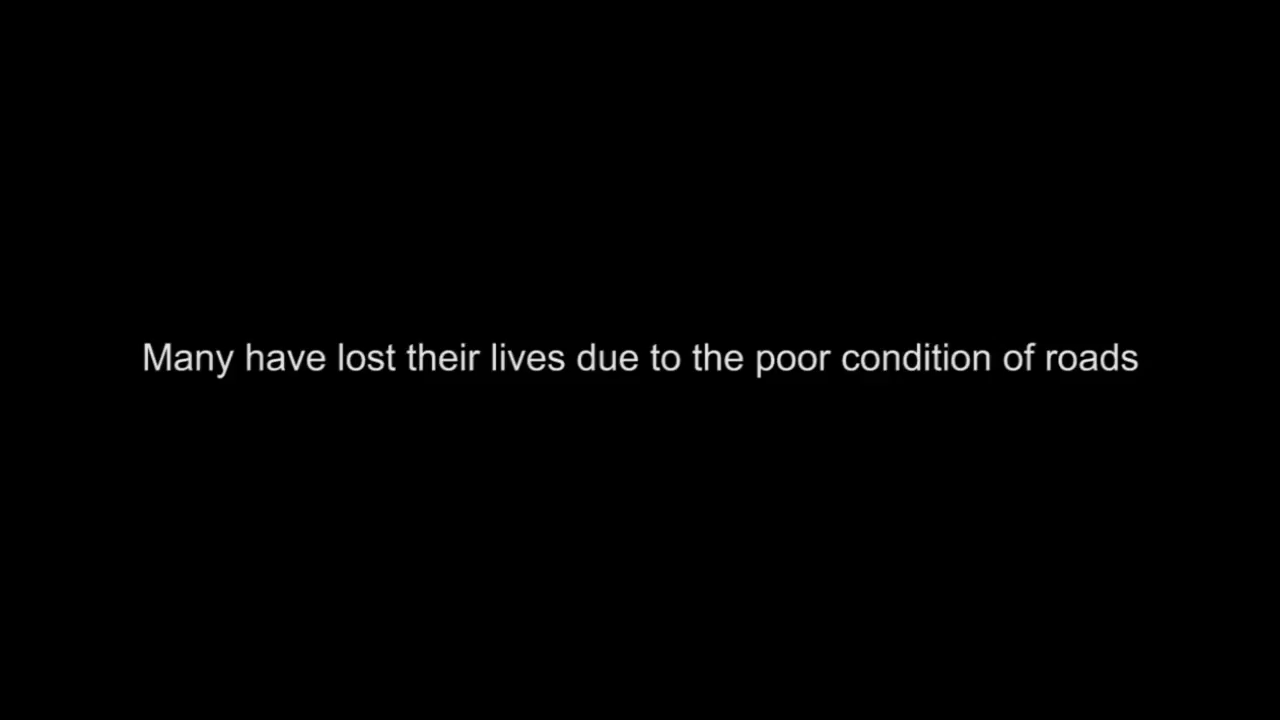 Many have lost their lives due to the poor condition of roads